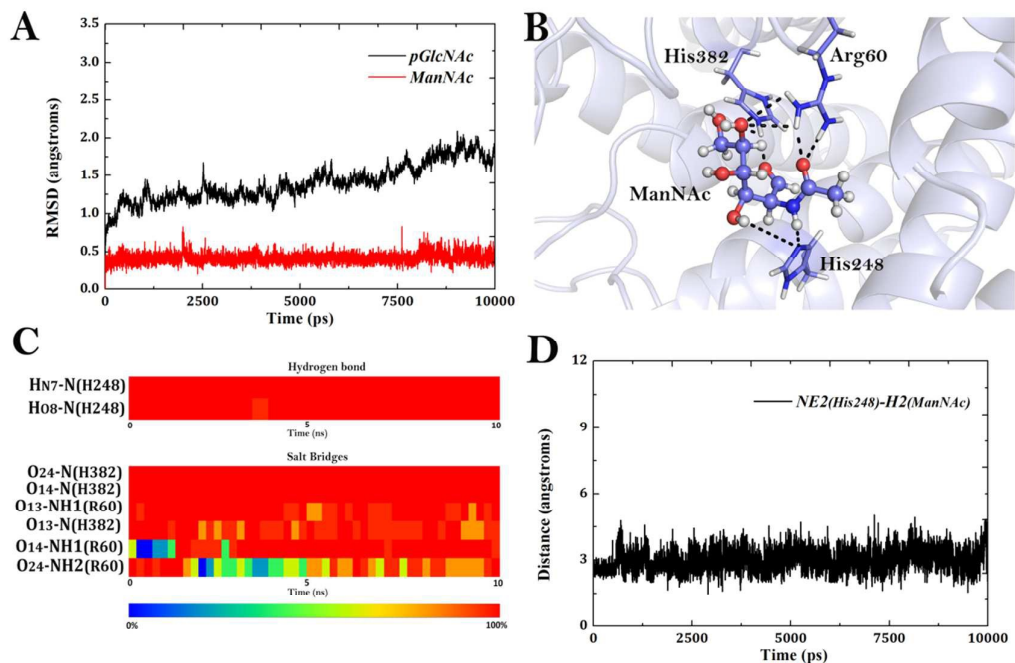 A
RMSD (angstroms)
3.5
3.0
2.5
2.0
1.5
1.0
0.5
0.0
pGlcNAc
ManNAc
0
2500
5000
7500
10000
Time (ps)
B
His382
Arg60
ManNAc
His248
C
Hydrogen bond
HN7-N(H248)
HO8-N(H248)
0
10
Time (ns)
Salt Bridges
O24-N(H382)
O14-N(H382)
O13-NH1(R60)
O13-N(H382)
O14-NH1(R60)
O24-NH2(R60)
0
5
10
Time (ns)
0%
100%
D
Distance (angstroms)
12
9
6
3
0
NE2(His248)-H2(ManNAc)
0
2500
5000
7500
10000
Time (ps)